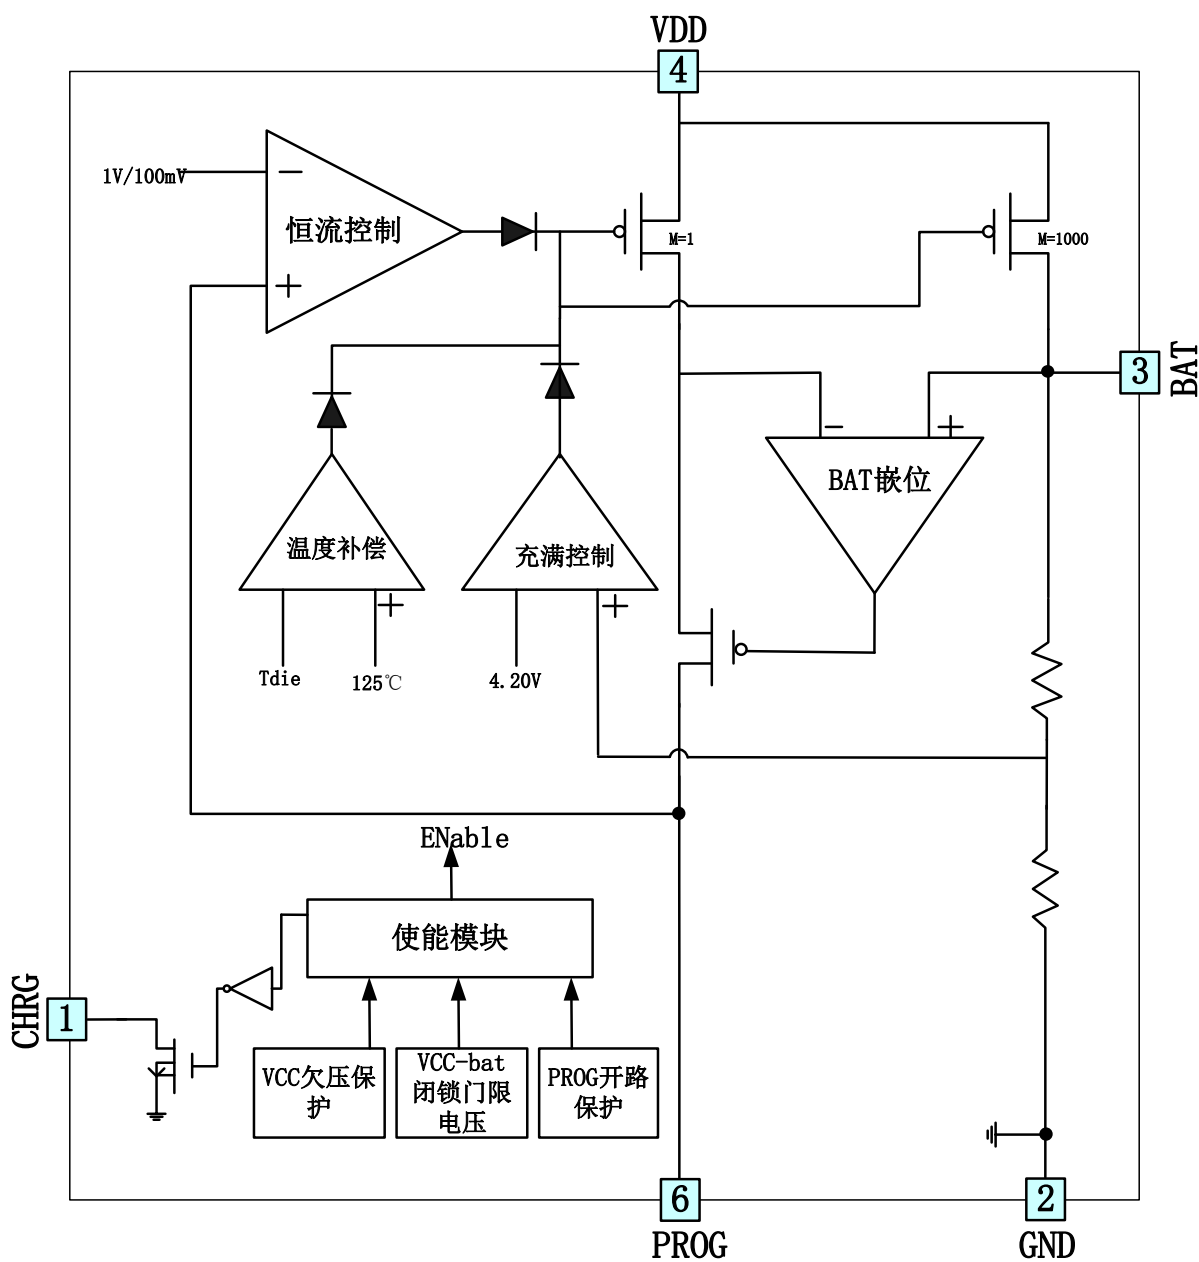 VDD
4
1V/100mV
−
恒流控制
+
M=1
M=1000
3
BAT
−
+
BAT嵌位
温度补偿
充满控制
+
+
Tdie
125℃
4.20V
ENable
使能模块
CHRG
1
VCC欠压保
护
VCC-bat
闭锁门限
电压
PROG开路
保护
6
2
PROG
GND